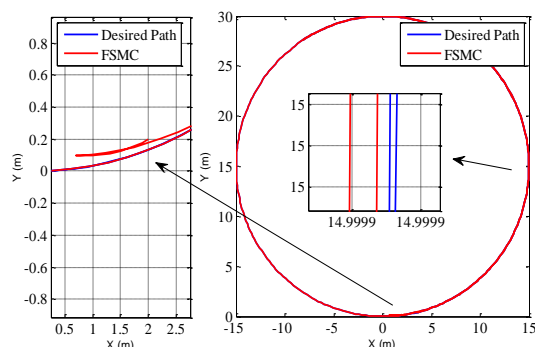 Desired Path
FSMC
0.8
0.6
0.4
0.2
0
-0.2
-0.4
-0.6
-0.8
Y (m)
0.5 1 1.5 2 2.5
X (m)
Desired Path
FSMC
30
25
20
15
10
5
0
Y (m)
15
15
15
14.9999 14.9999
-15 -10 -5 0 5 10 15
X (m)